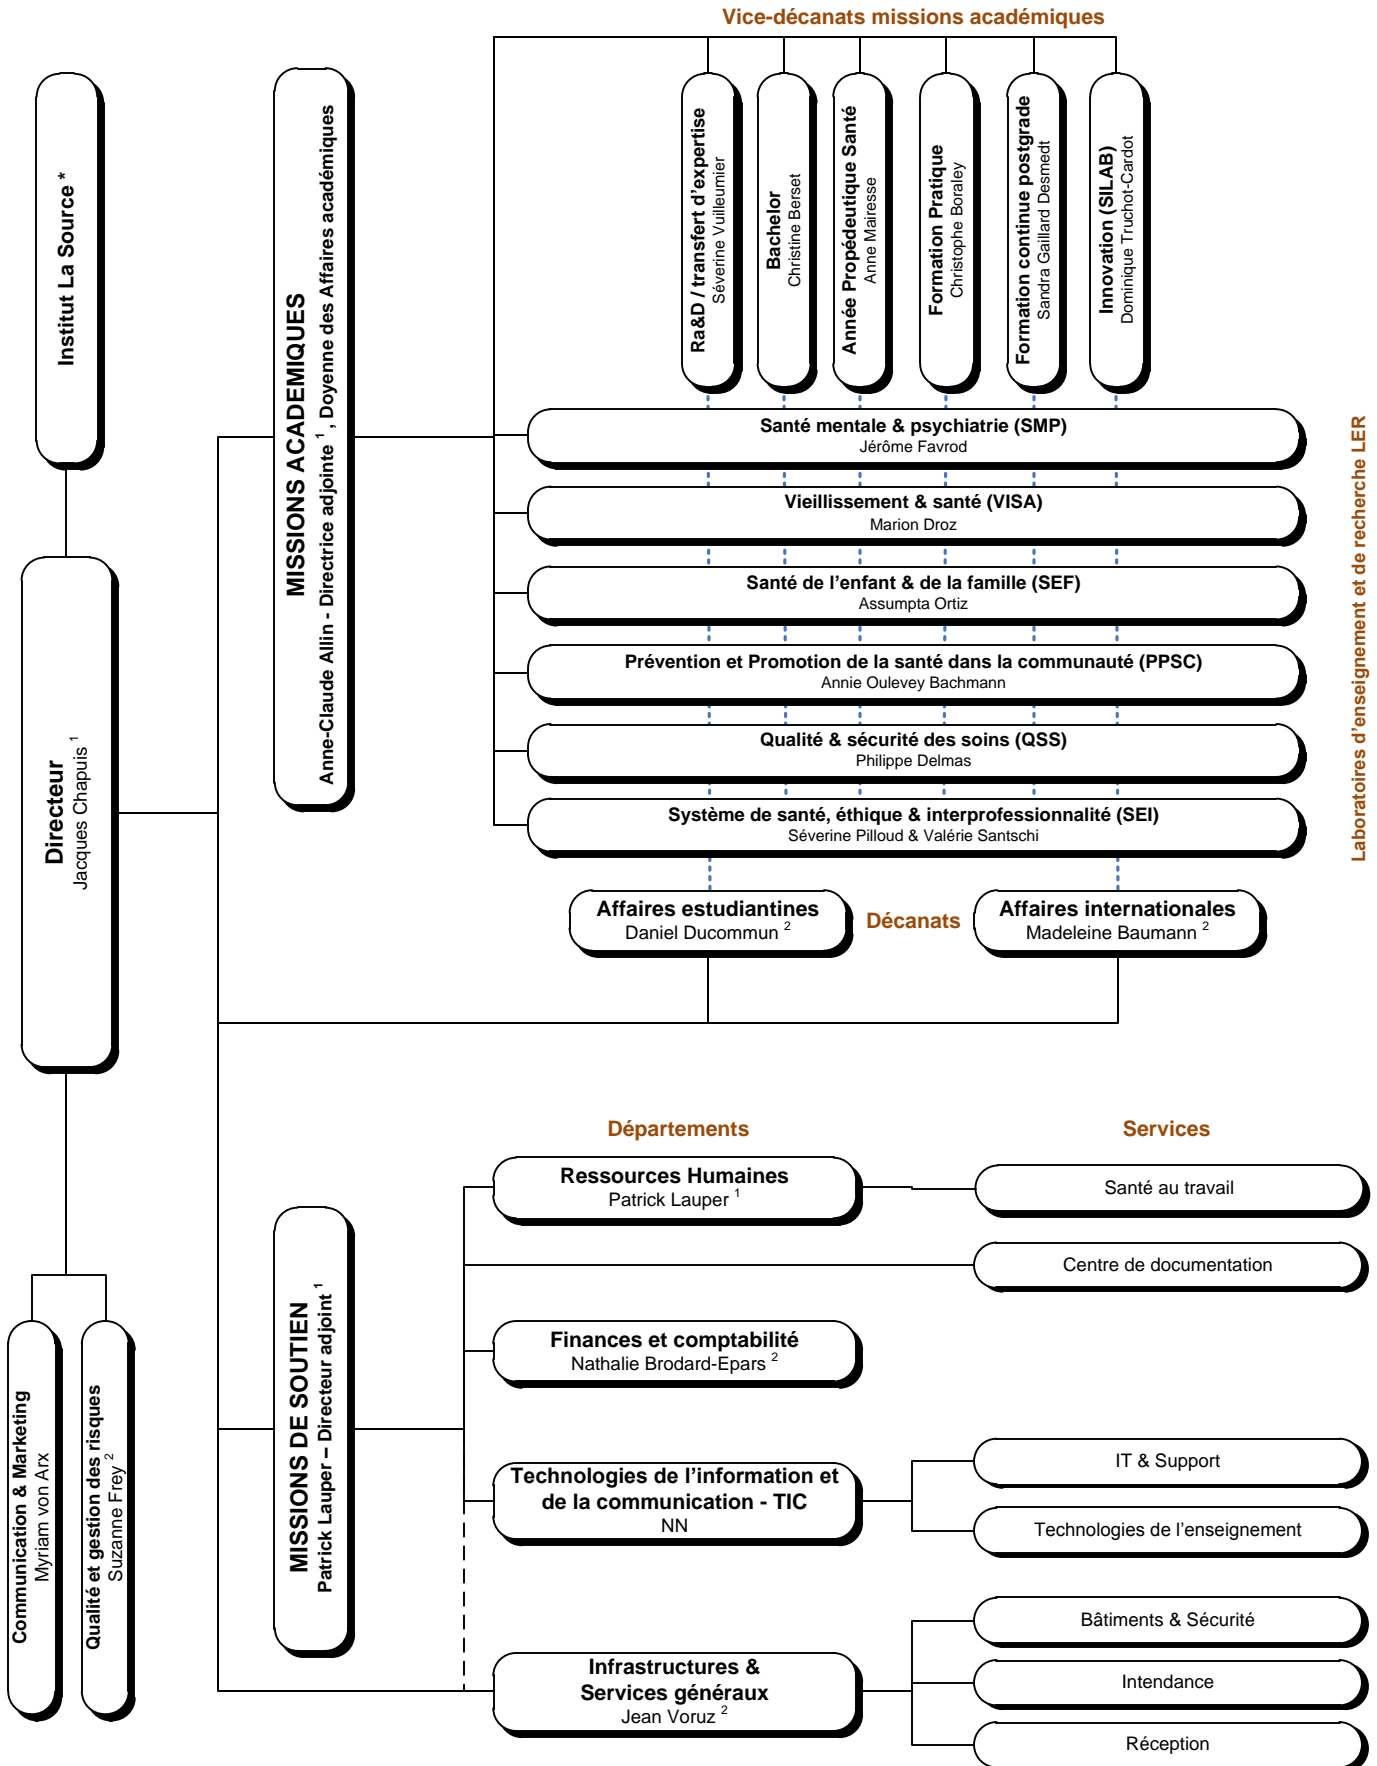 Vice-décanats missions académiques
Institut La Source *
Directeur
Jacques Chapuis 1
Communication & Marketing
Myriam von Arx
Qualité et gestion des risques
Suzanne Frey 2
MISSIONS ACADEMIQUES
Anne-Claude Allin - Directrice adjointe 1 , Doyenne des Affaires académiques
Ra&D / transfert d’expertise
Séverine Vuilleumier
Bachelor
Christine Berset
Année Propédeutique Santé
Anne Mairesse
Formation Pratique
Christophe Boraley
Formation continue postgrade
Sandra Gaillard Desmedt
Innovation (SILAB)
Dominique Truchot-Cardot
Santé mentale & psychiatrie (SMP)
Jérôme Favrod
Vieillissement & santé (VISA)
Marion Droz
Santé de l’enfant & de la famille (SEF)
Assumpta Ortiz
Prévention et Promotion de la santé dans la communauté (PPSC)
Annie Oulevey Bachmann
Qualité & sécurité des soins (QSS)
Philippe Delmas
Système de santé, éthique & interprofessionnalité (SEI)
Séverine Pilloud & Valérie Santschi
Laboratoires d’enseignement et de recherche LER
Affaires estudiantines
Daniel Ducommun 2
Décanats
Affaires internationales
Madeleine Baumann 2
Départements
Services
MISSIONS DE SOUTIEN
Patrick Lauper – Directeur adjoint 1
Ressources Humaines
Patrick Lauper 1
Santé au travail
Centre de documentation
Finances et comptabilité
Nathalie Brodard-Epars 2
Technologies de l’information et
de la communication - TIC
NN
IT & Support
Technologies de l’enseignement
Infrastructures &
Services généraux
Jean Voruz 2
Bâtiments & Sécurité
Intendance
Réception